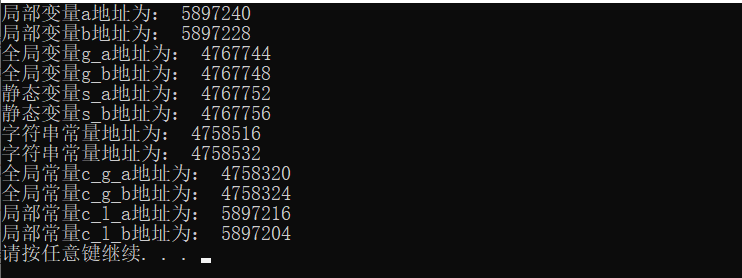 局部变量a地址为： 5897240
局部变量b地址为： 5897228
全局变量g_a地址为： 4767744
全局变量g_b地址为： 4767748
静态变量s_a地址为： 4767752
静态变量s_b地址为： 4767756
字符串常量地址为： 4758516
字符串常量地址为： 4758532
全局常量c_g_a地址为： 4758320
全局常量c_g_b地址为： 4758324
局部常量c_l_a地址为： 5897216
局部常量c_l_b地址为： 5897204
请按任意键继续. . .